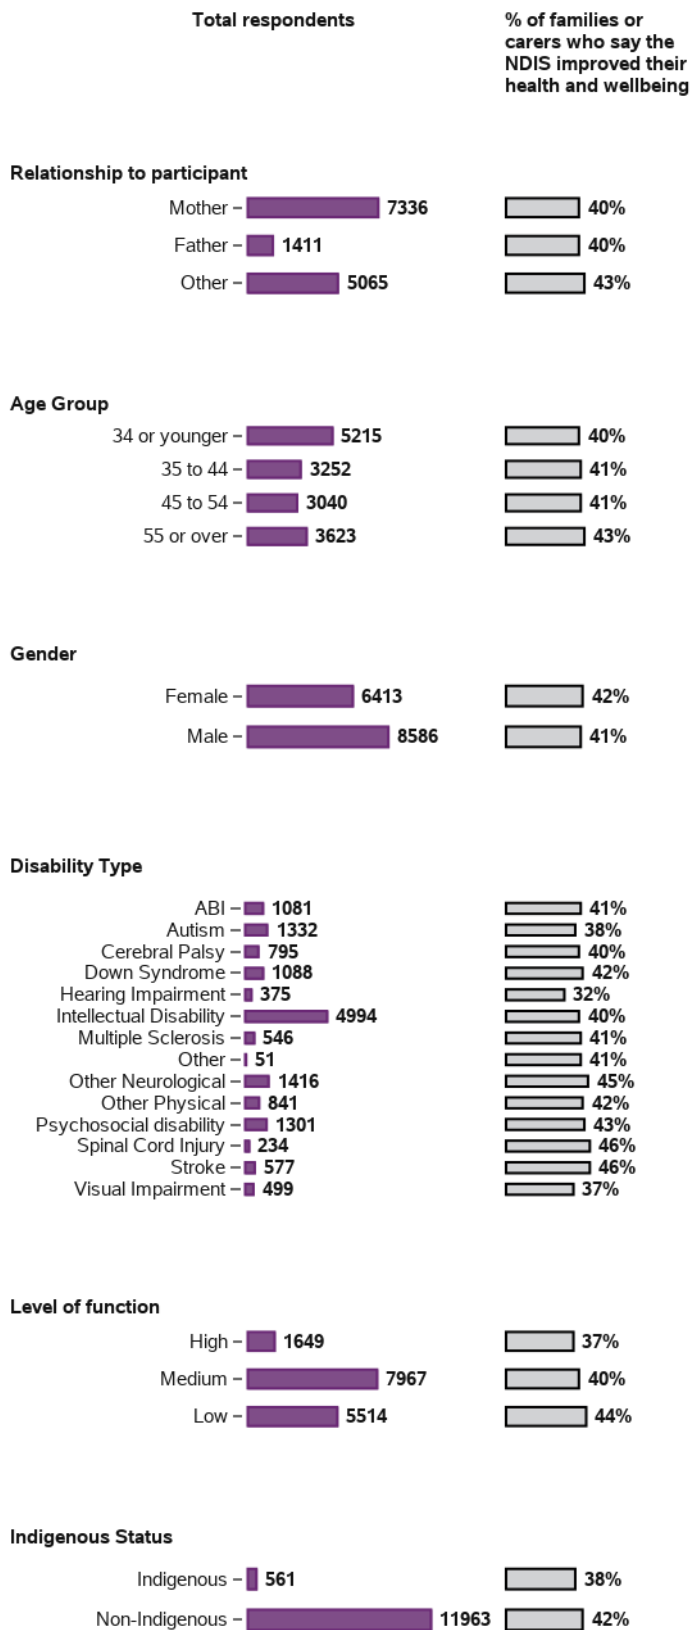 Total respondents
% of families or
carers who say the
NDIS improved their
health and wellbeing
Relationship to participant
Mother 7336 40%
Father 1411 40%
Other 5065 43%
Age Group
34 or younger 5215 40%
35 to 44 3252 41%
45 to 54 3040 41%
55 or over 3623 43%
Gender
Female 6413 42%
Male 8586 41%
Disability Type
ABI 1081 41%
Autism 1332 38%
Cerebral Palsy 795 40%
Down Syndrome 1088 42%
Hearing Impairment 375 32%
Intellectual Disability 4994 40%
Multiple Sclerosis 546 41%
Other 51 41%
Other Neurological 1416 45%
Other Physical 841 42%
Psychosocial disability 1301 43%
Spinal Cord Injury 234 46%
Stroke 577 46%
Visual Impairment 499 37%
Level of function
High 1649 37%
Medium 7967 40%
Low 5514 44%
Indigenous Status
Indigenous 561 38%
Non-Indigenous 11963 42%